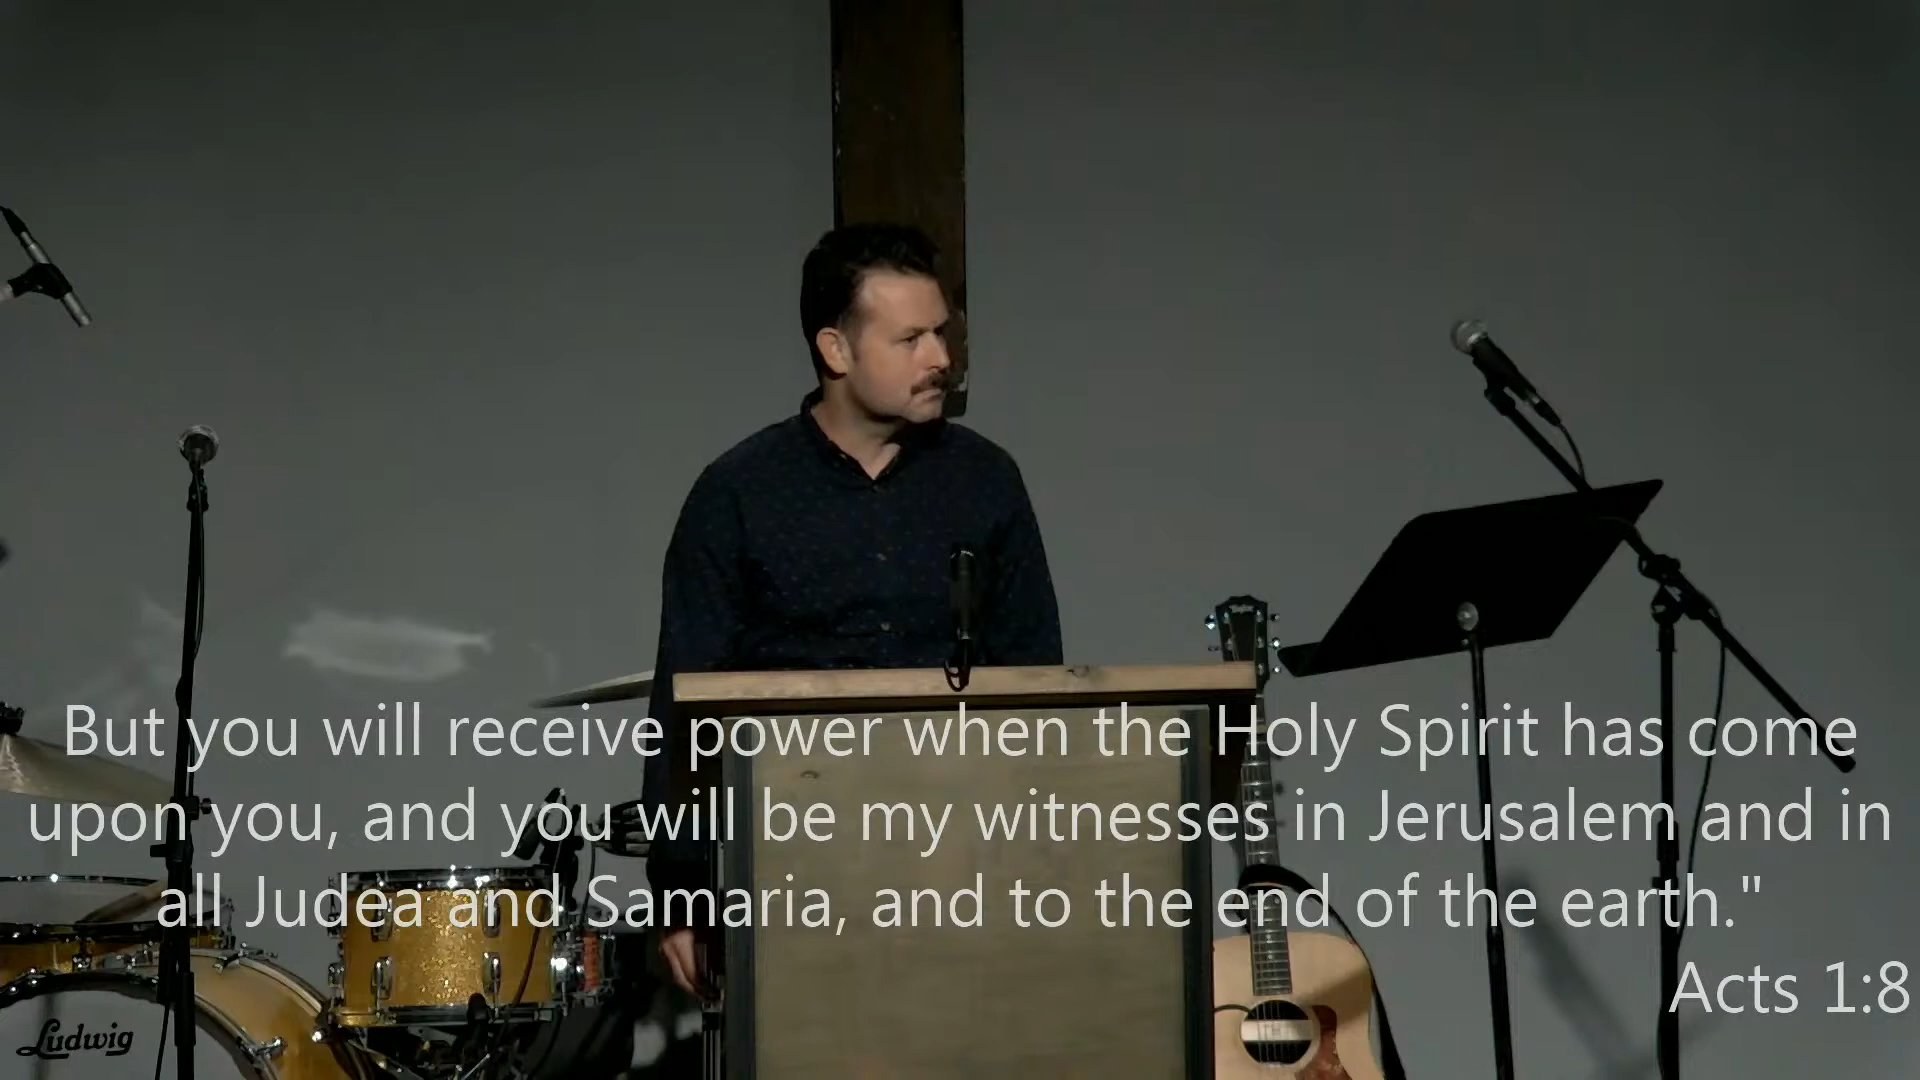 Taylor
But you will receive power when the Holy Spirit has come
upon you, and you will be my witnesses in Jerusalem and in
all Judea and Samaria, and to the end of the earth."
Acts 1:8
Ludwig